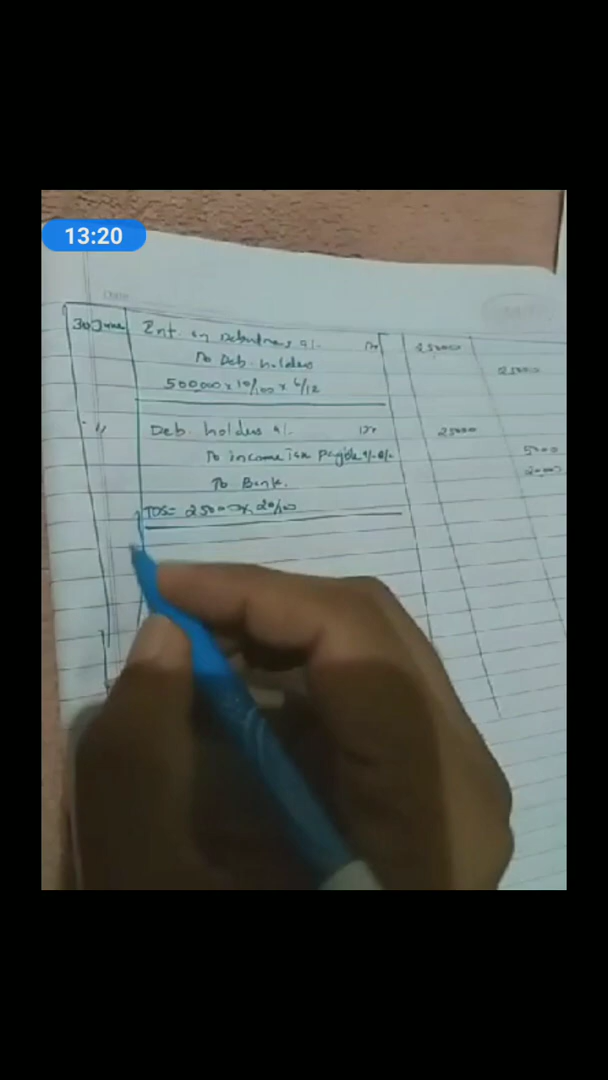 13:20
30 June Int. on Debentures a/. Dr 25000
To Deb. holders 25000
500000 x 10/100 x 6/12
" Deb. holders a/. Dr 25000
To income Tax Payable a/. 5000
To Bank. 20000
TDS = 25000 x 20/100